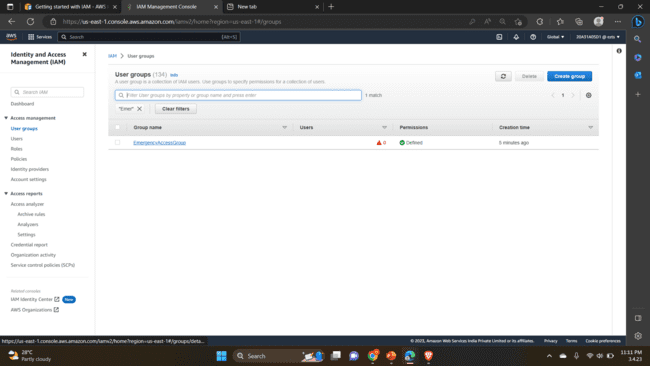 Getting started with IAM - AWS
IAM Management Console
New tab
https://us-east-1.console.aws.amazon.com/iamv2/home?region=us-east-1#/groups
aws
Services
Search
[Alt+S]
Global
Identity and Access Management (IAM)
Search IAM
Dashboard
Access management
User groups
Users
Roles
Policies
Identity providers
Account settings
Access reports
Access analyzer
Archive rules
Analyzers
Settings
Credential report
Organization activity
Service control policies (SCPs)
Related consoles
IAM Identity Center
New
AWS Organizations
IAM
User groups
User groups (134) Info
A user group is a collection of IAM users. Use groups to specify permissions for a collection of users.
Delete
Create group
Filter User groups by property or group name and press enter
1 match
1
"Emer"
Clear filters
Group name
Users
Permissions
Creation time
EmergencyAccessGroup
0
Defined
5 minutes ago
https://us-east-1.console.aws.amazon.com/iamv2/home?region=us-east-1#/groups/deta...
© 2023, Amazon Web Services India Private Limited or its affiliates.
Privacy
Terms
Cookie preferences
28°C
Partly cloudy
Search
11:11 PM
3.4.23